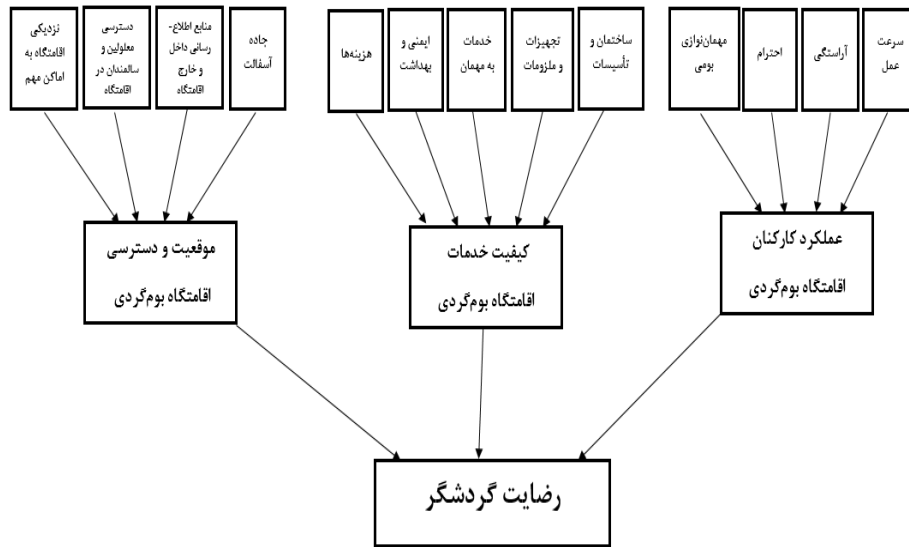 سرعت
عمل
آراستگی
احترام
مهمان‌نوازی
بومی
ساختمان و
تأسیسات
تجهیزات
و ملزومات
خدمات
به مهمان
ایمنی و
بهداشت
هزینه‌ها
جاده
آسفالت
منابع اطلاع-
رسانی داخل
و خارج
اقامتگاه
دسترسی
معلولین و
سالمندان در
اقامتگاه
نزدیکی
اقامتگاه به
اماکن مهم
عملکرد کارکنان
اقامتگاه بوم‌گردی
کیفیت خدمات
اقامتگاه بوم‌گردی
موقعیت و دسترسی
اقامتگاه بوم‌گردی
رضایت گردشگر